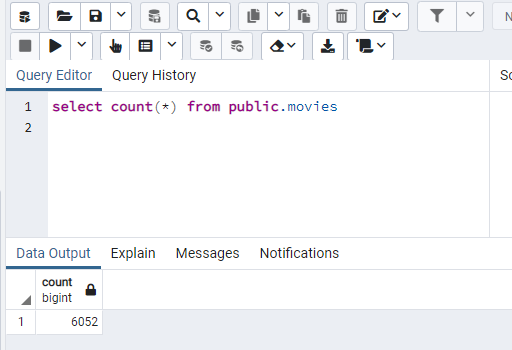 N
Query Editor Query History Sc
1 select count(*) from public.movies
2
Data Output Explain Messages Notifications
count
bigint
1 6052